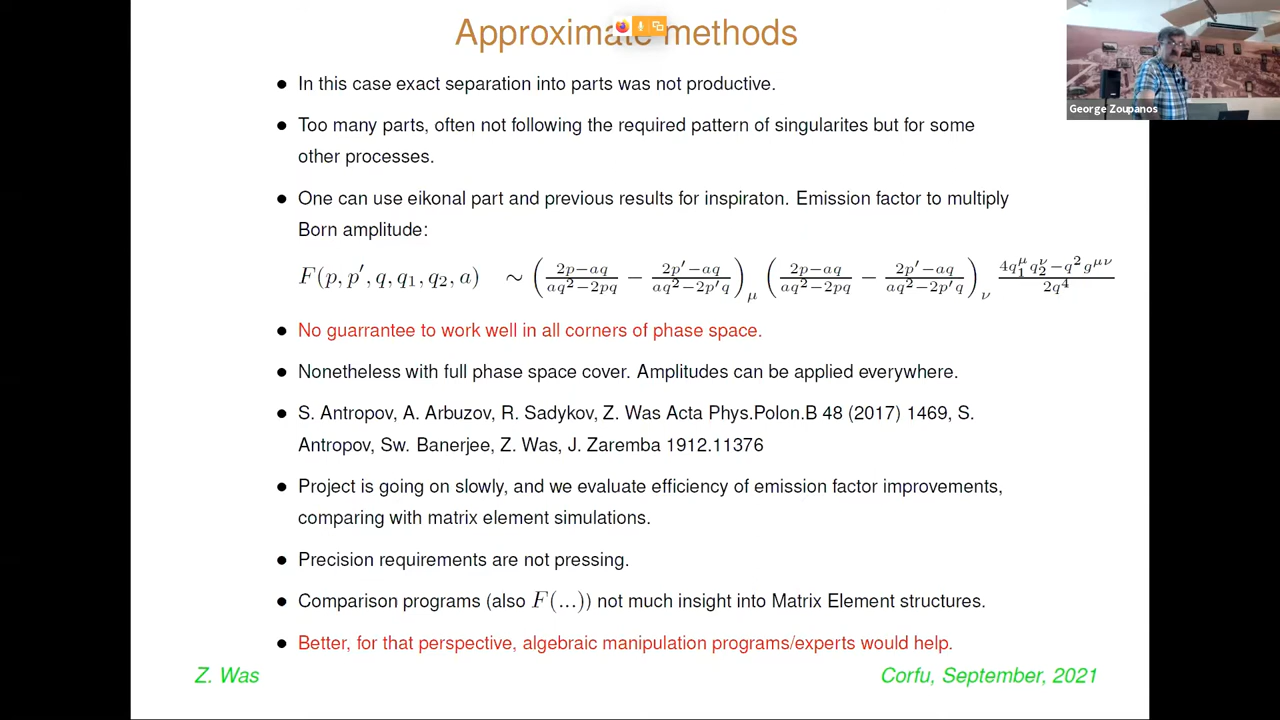 Approximate methods
George Zoupanos
• In this case exact separation into parts was not productive.
• Too many parts, often not following the required pattern of singularites but for some
other processes.
• One can use eikonal part and previous results for inspiraton. Emission factor to multiply
Born amplitude:
F(p, p′, q, q₁, q₂, a) ∼ ( (2p−aq)/(aq²−2pq) − (2p′−aq)/(aq²−2p′q) )_μ ( (2p−aq)/(aq²−2pq) − (2p′−aq)/(aq²−2p′q) )_ν (4q₁^μ q₂^ν − q² g^{μν})/(2q⁴)
• No guarrantee to work well in all corners of phase space.
• Nonetheless with full phase space cover. Amplitudes can be applied everywhere.
• S. Antropov, A. Arbuzov, R. Sadykov, Z. Was Acta Phys.Polon.B 48 (2017) 1469, S.
Antropov, Sw. Banerjee, Z. Was, J. Zaremba 1912.11376
• Project is going on slowly, and we evaluate efficiency of emission factor improvements,
comparing with matrix element simulations.
• Precision requirements are not pressing.
• Comparison programs (also F(...)) not much insight into Matrix Element structures.
• Better, for that perspective, algebraic manipulation programs/experts would help.
Z. Was
Corfu, September, 2021